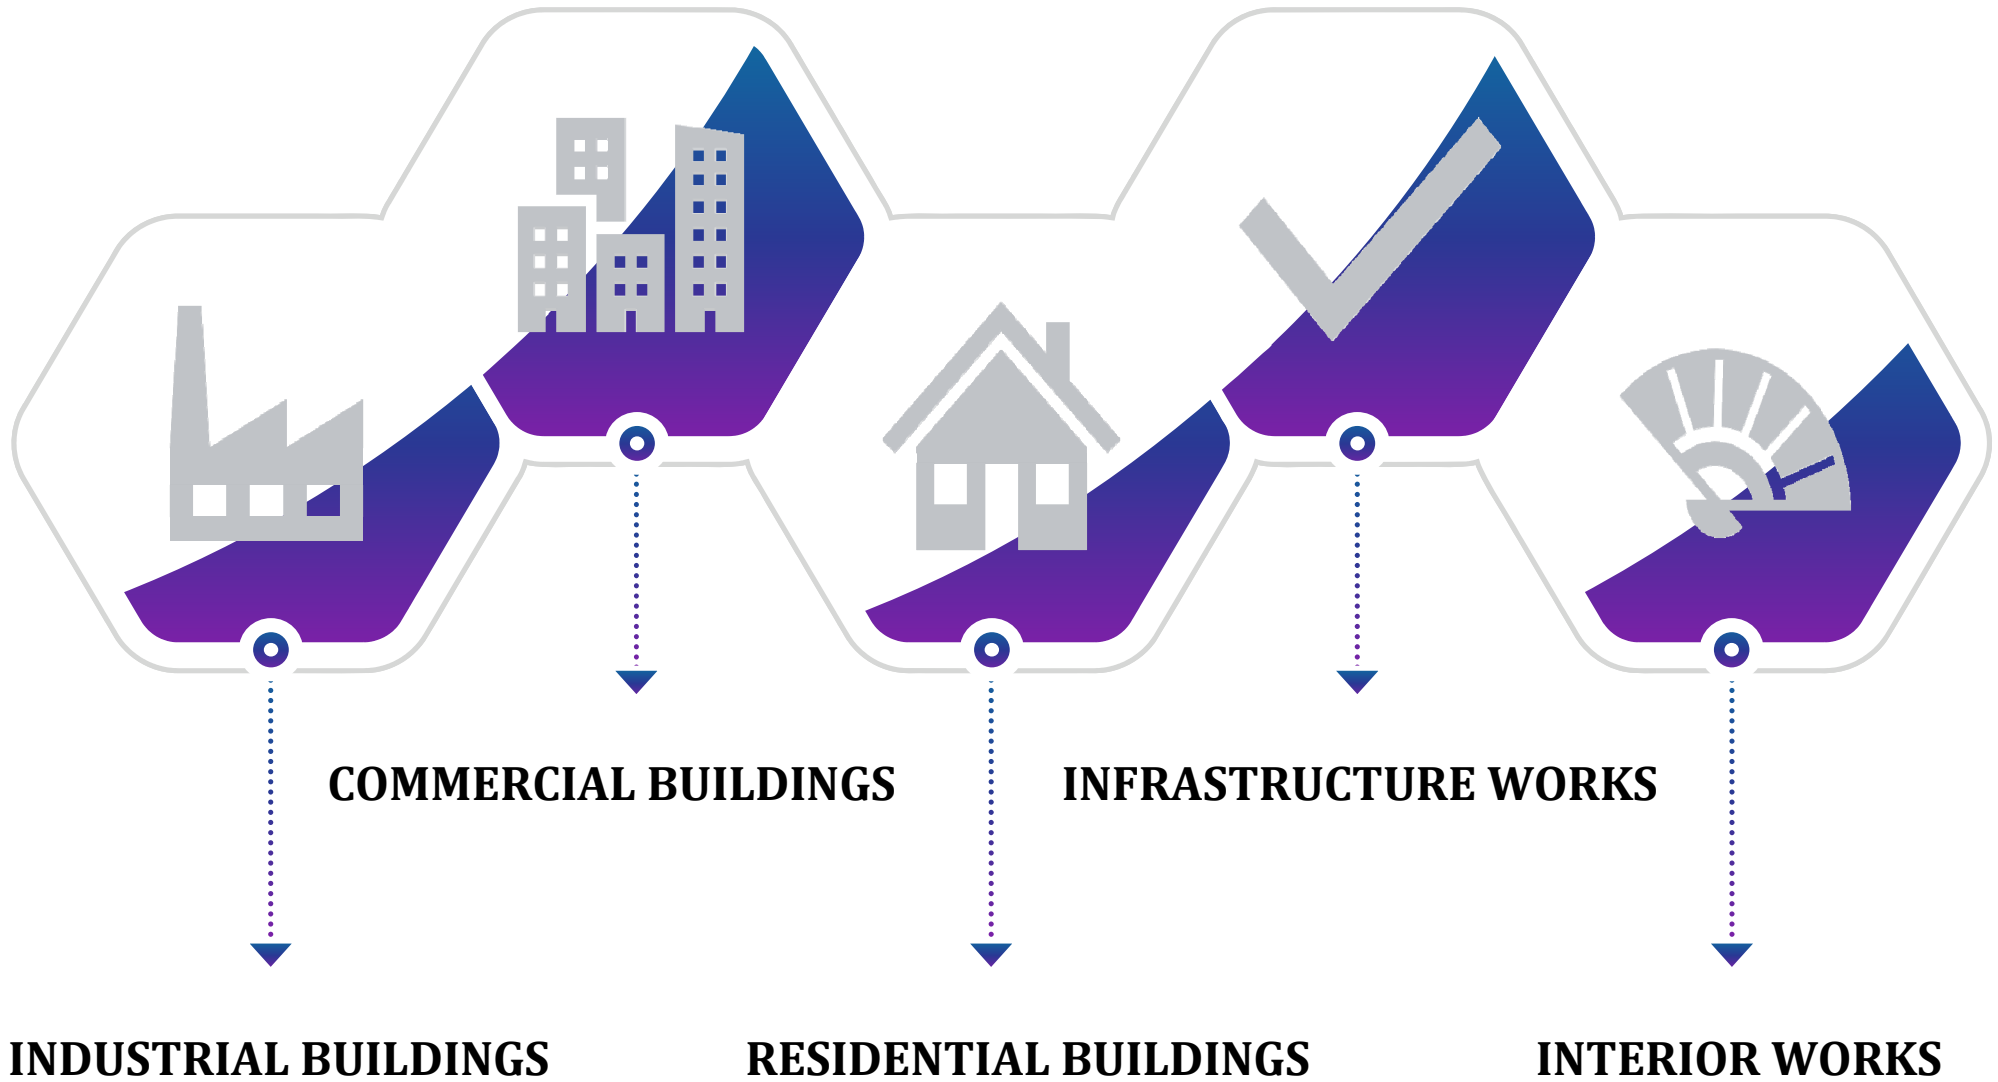 COMMERCIAL BUILDINGS
INFRASTRUCTURE WORKS
INDUSTRIAL BUILDINGS
RESIDENTIAL BUILDINGS
INTERIOR WORKS